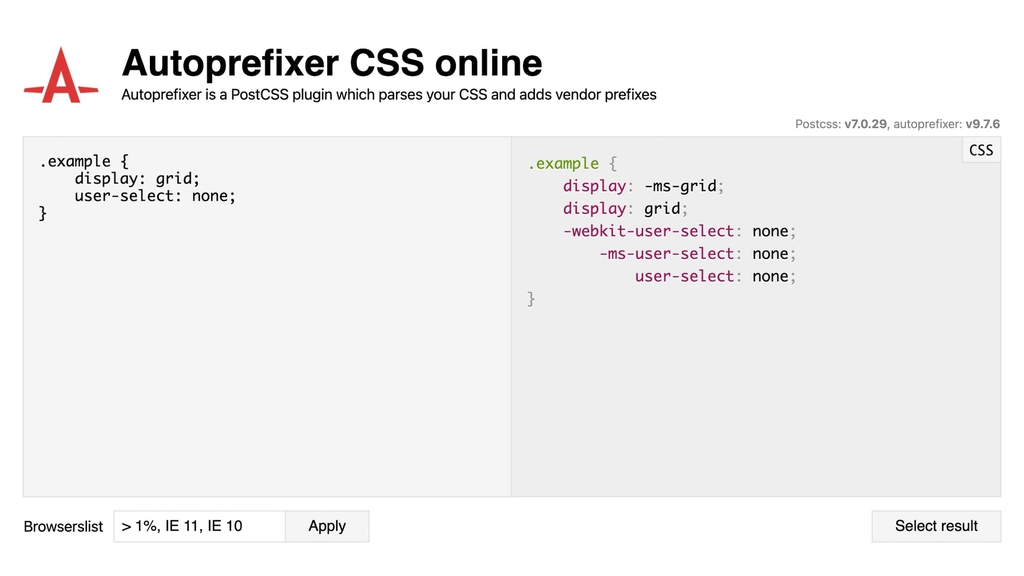 Autoprefixer CSS online
Autoprefixer is a PostCSS plugin which parses your CSS and adds vendor prefixes
Postcss: v7.0.29, autoprefixer: v9.7.6
.example {
    display: grid;
    user-select: none;
}
CSS
.example {
    display: -ms-grid;
    display: grid;
    -webkit-user-select: none;
        -ms-user-select: none;
            user-select: none;
}
Browserslist
> 1%, IE 11, IE 10
Apply
Select result